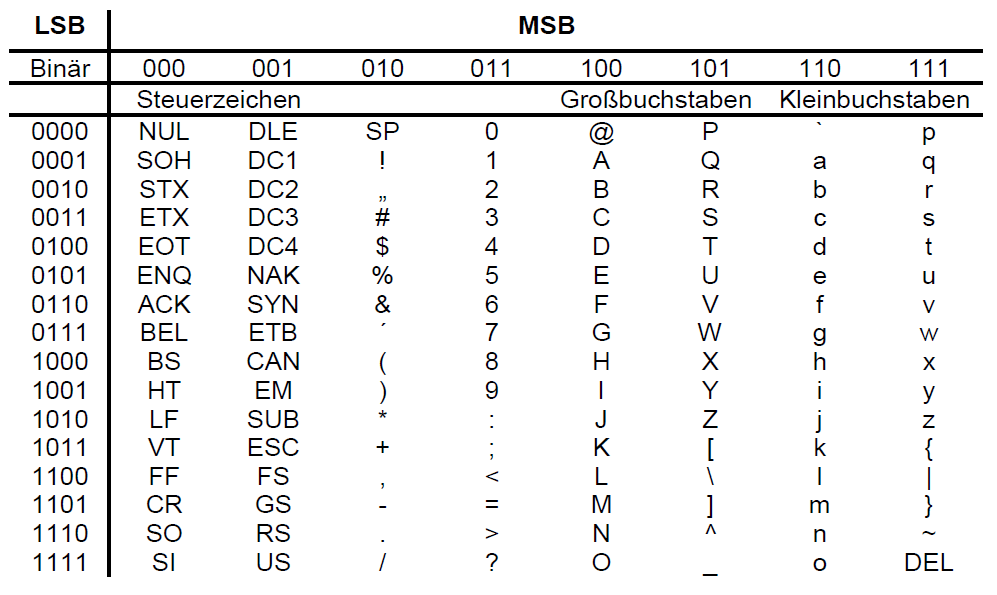 LSB MSB
Binär 000 001 010 011 100 101 110 111
Steuerzeichen Großbuchstaben Kleinbuchstaben
0000 NUL DLE SP 0 @ P ` p
0001 SOH DC1 ! 1 A Q a q
0010 STX DC2 „ 2 B R b r
0011 ETX DC3 # 3 C S c s
0100 EOT DC4 $ 4 D T d t
0101 ENQ NAK % 5 E U e u
0110 ACK SYN & 6 F V f v
0111 BEL ETB ´ 7 G W g w
1000 BS CAN ( 8 H X h x
1001 HT EM ) 9 I Y i y
1010 LF SUB * : J Z j z
1011 VT ESC + ; K [ k {
1100 FF FS , < L \ l |
1101 CR GS - = M ] m }
1110 SO RS . > N ^ n ~
1111 SI US / ? O _ o DEL